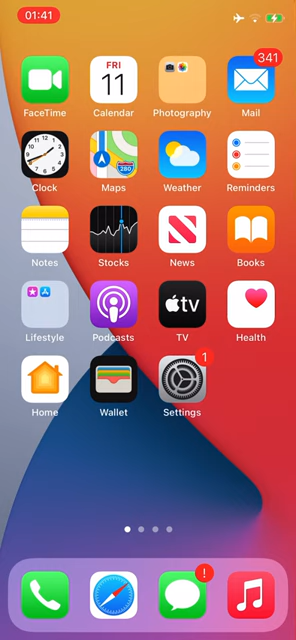 01:41
341
FRI
11
FaceTime Calendar Photography Mail
280
Clock Maps Weather Reminders
Notes Stocks News Books
tv
Lifestyle Podcasts TV Health
1
Home Wallet Settings
!